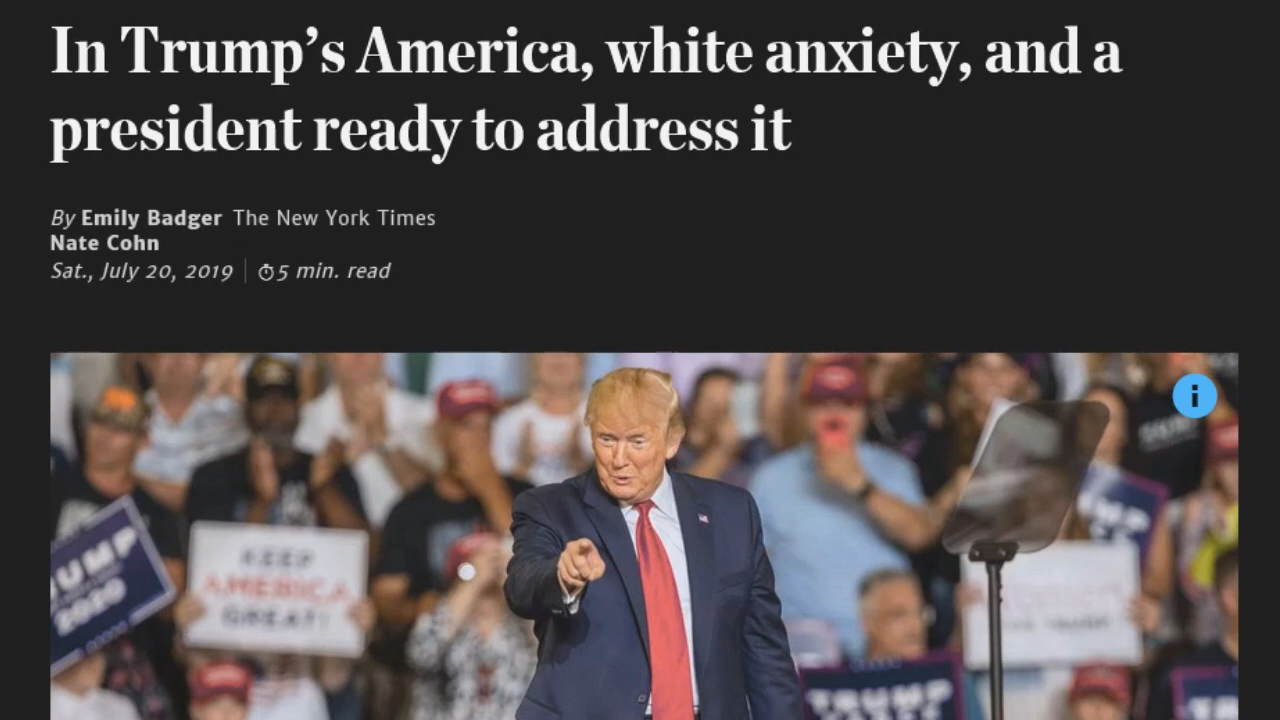 In Trump’s America, white anxiety, and a
president ready to address it
By Emily Badger The New York Times
Nate Cohn
Sat., July 20, 2019 | 5 min. read
i
TRUMP
2020
KEEP
AMERICA
GREAT!
TRUMP